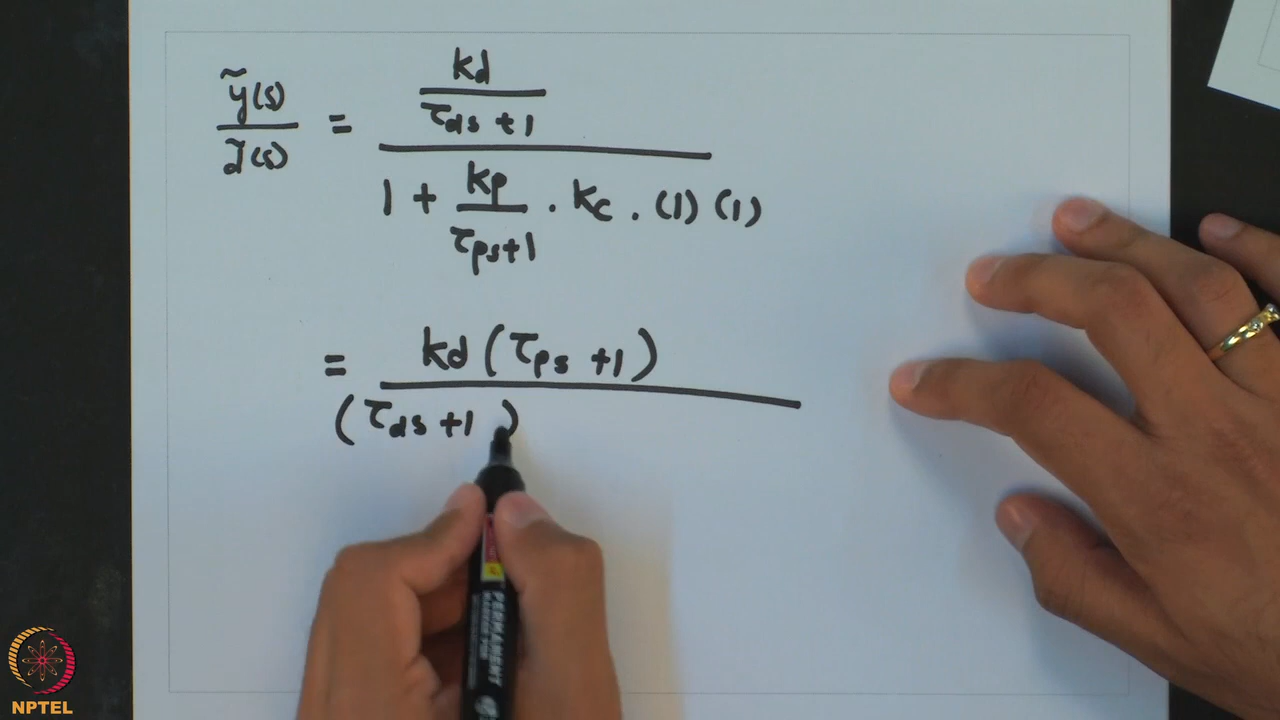 ỹ(s)/d̃(s) = (kd/(τds+1))/(1 + kp/(τps+1) · kc · (1) (1))
= kd(τps +1)/(τds +1)
NPTEL